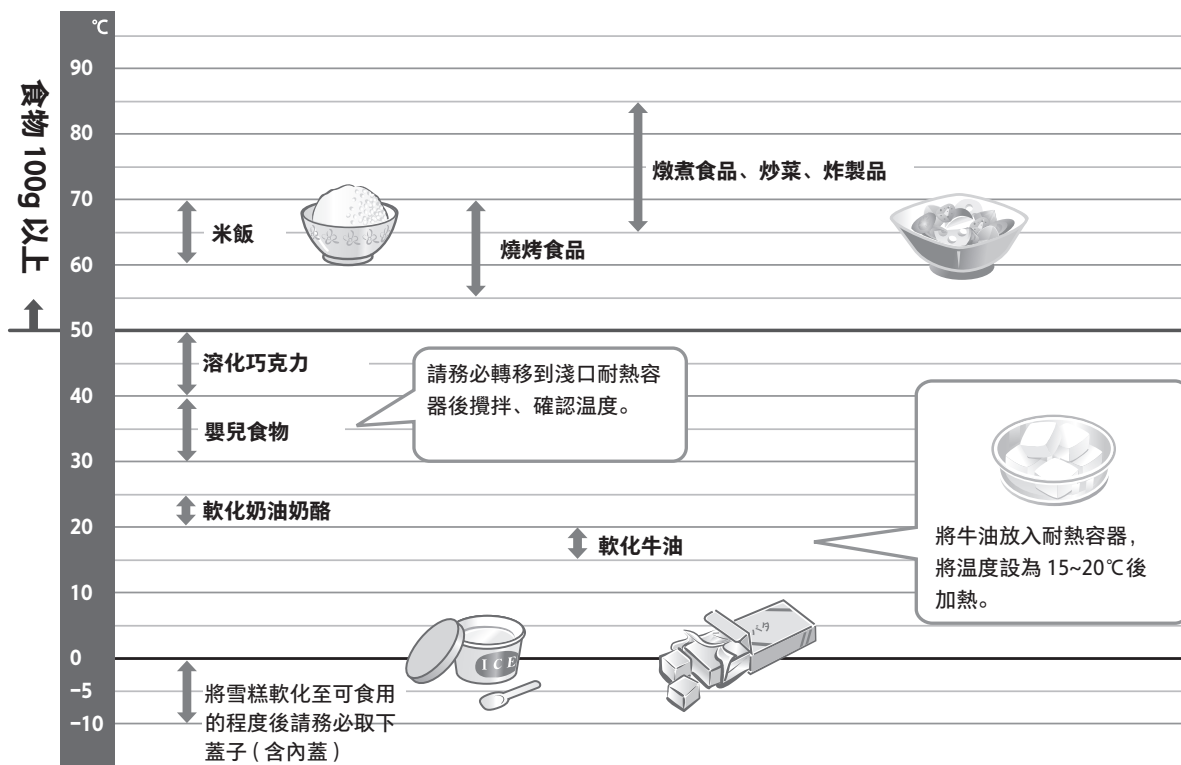 ℃
90
80
70
60
50
40
30
20
10
0
−5
−10
食物 100g 以上
燉煮食品、炒菜、炸製品
米飯
燒烤食品
溶化巧克力
請務必轉移到淺口耐熱容
器後攪拌、確認温度。
嬰兒食物
軟化奶油奶酪
軟化牛油
將牛油放入耐熱容器，
將温度設為 15~20℃後
加熱。
ICE
將雪糕軟化至可食用
的程度後請務必取下
蓋子 ( 含內蓋 )